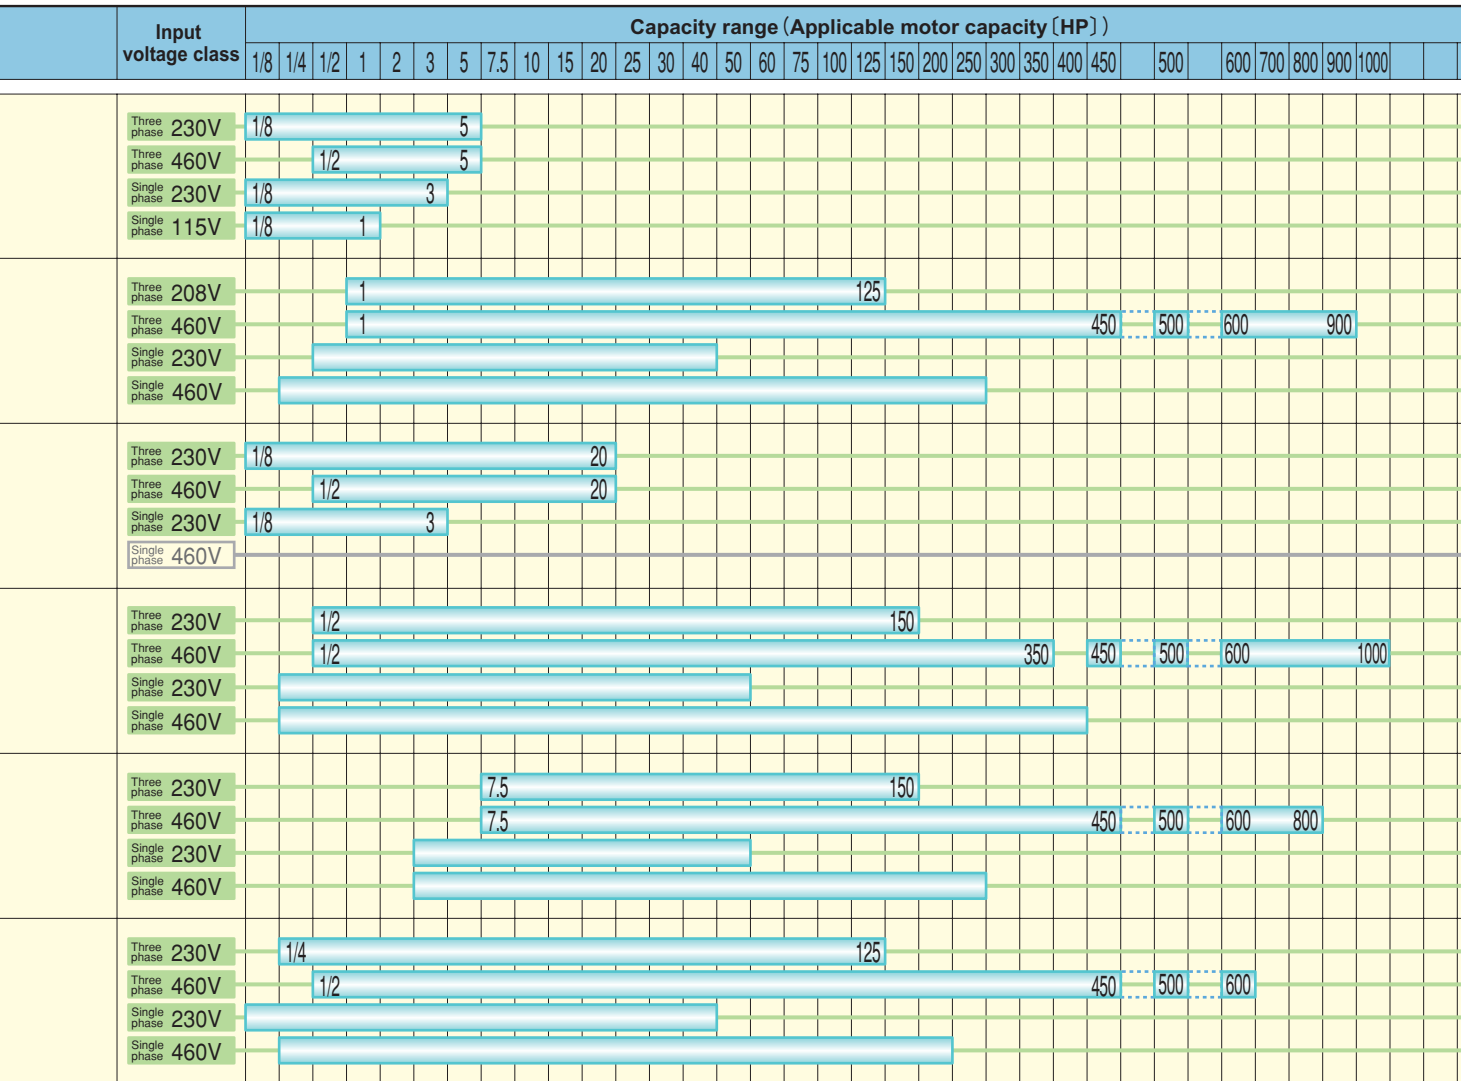 Input
voltage class
Capacity range (Applicable motor capacity [HP])
1/8 1/4 1/2 1 2 3 5 7.5 10 15 20 25 30 40 50 60 75 100 125 150 200 250 300 350 400 450 500 600 700 800 900 1000
Three phase 230V 1/8 5
Three phase 460V 1/2 5
Single phase 230V 1/8 3
Single phase 115V 1/8 1
Three phase 208V 1 125
Three phase 460V 1 450 500 600 900
Single phase 230V
Single phase 460V
Three phase 230V 1/8 20
Three phase 460V 1/2 20
Single phase 230V 1/8 3
Single phase 460V
Three phase 230V 1/2 150
Three phase 460V 1/2 350 450 500 600 1000
Single phase 230V
Single phase 460V
Three phase 230V 7.5 150
Three phase 460V 7.5 450 500 600 800
Single phase 230V
Single phase 460V
Three phase 230V 1/4 125
Three phase 460V 1/2 450 500 600
Single phase 230V
Single phase 460V